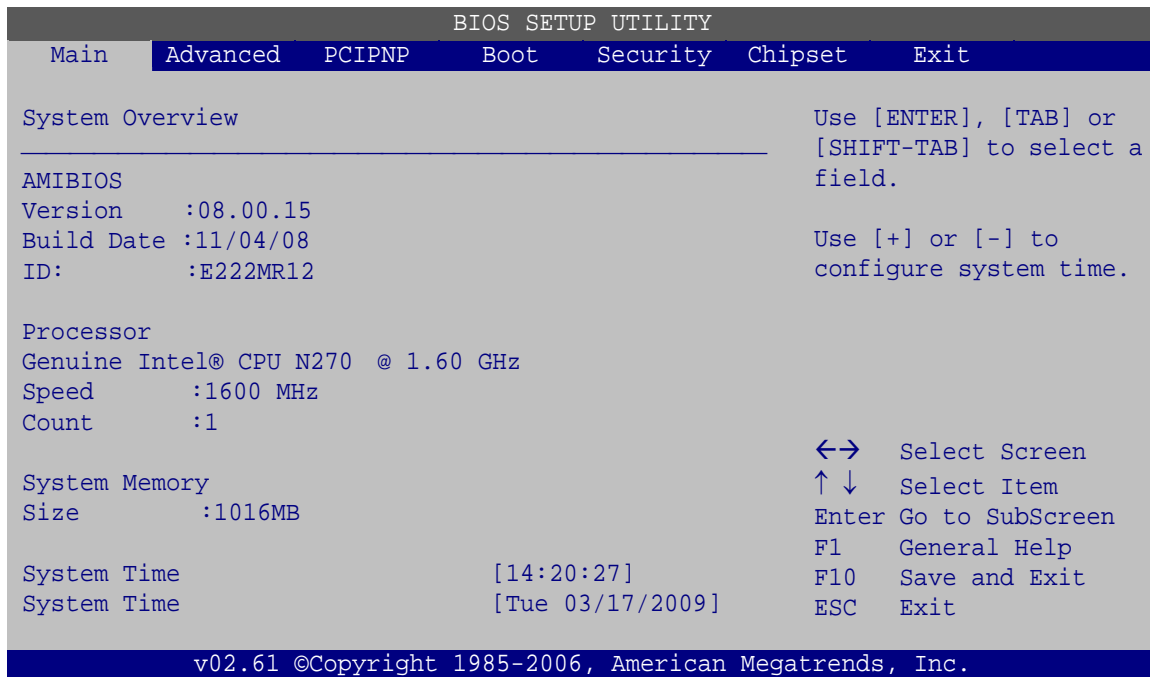 BIOS SETUP UTILITY
Main Advanced PCIPNP Boot Security Chipset Exit
System Overview
AMIBIOS
Version :08.00.15
Build Date :11/04/08
ID: :E222MR12
Processor
Genuine Intel® CPU N270 @ 1.60 GHz
Speed :1600 MHz
Count :1
System Memory
Size :1016MB
System Time [14:20:27]
System Time [Tue 03/17/2009]
Use [ENTER], [TAB] or
[SHIFT-TAB] to select a
field.
Use [+] or [-] to
configure system time.
←→ Select Screen
↑ ↓ Select Item
Enter Go to SubScreen
F1 General Help
F10 Save and Exit
ESC Exit
v02.61 ©Copyright 1985-2006, American Megatrends, Inc.